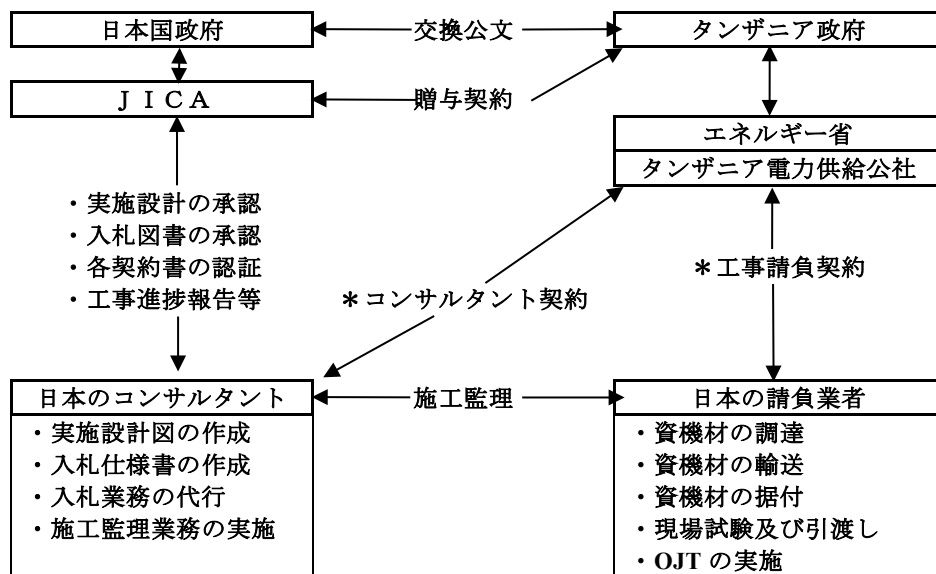 日本国政府
交換公文
タンザニア政府
ＪＩＣＡ
贈与契約
エネルギー省
タンザニア電力供給公社
・実施設計の承認
・入札図書の承認
・各契約書の認証
・工事進捗報告等
＊コンサルタント契約
＊工事請負契約
日本のコンサルタント
施工監理
日本の請負業者
・実施設計図の作成
・入札仕様書の作成
・入札業務の代行
・施工監理業務の実施
・資機材の調達
・資機材の輸送
・資機材の据付
・現場試験及び引渡し
・OJT の実施